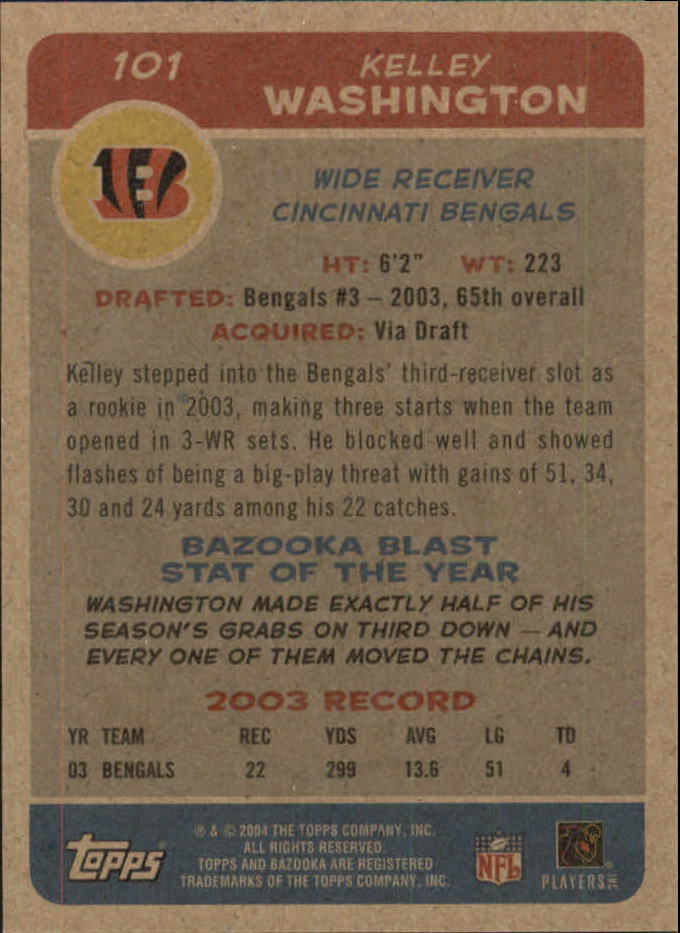 101
KELLEY
WASHINGTON
B
WIDE RECEIVER
CINCINNATI BENGALS
HT: 6'2" WT: 223
DRAFTED: Bengals #3 – 2003, 65th overall
ACQUIRED: Via Draft
Kelley stepped into the Bengals' third-receiver slot as
a rookie in 2003, making three starts when the team
opened in 3-WR sets. He blocked well and showed
flashes of being a big-play threat with gains of 51, 34,
30 and 24 yards among his 22 catches.
BAZOOKA BLAST
STAT OF THE YEAR
WASHINGTON MADE EXACTLY HALF OF HIS
SEASON'S GRABS ON THIRD DOWN — AND
EVERY ONE OF THEM MOVED THE CHAINS.
2003 RECORD
YR TEAM REC YDS AVG LG TD
03 BENGALS 22 299 13.6 51 4
topps®
® & © 2004 THE TOPPS COMPANY, INC.
ALL RIGHTS RESERVED.
TOPPS AND BAZOOKA ARE REGISTERED
TRADEMARKS OF THE TOPPS COMPANY, INC.
NFL
PLAYERS INC